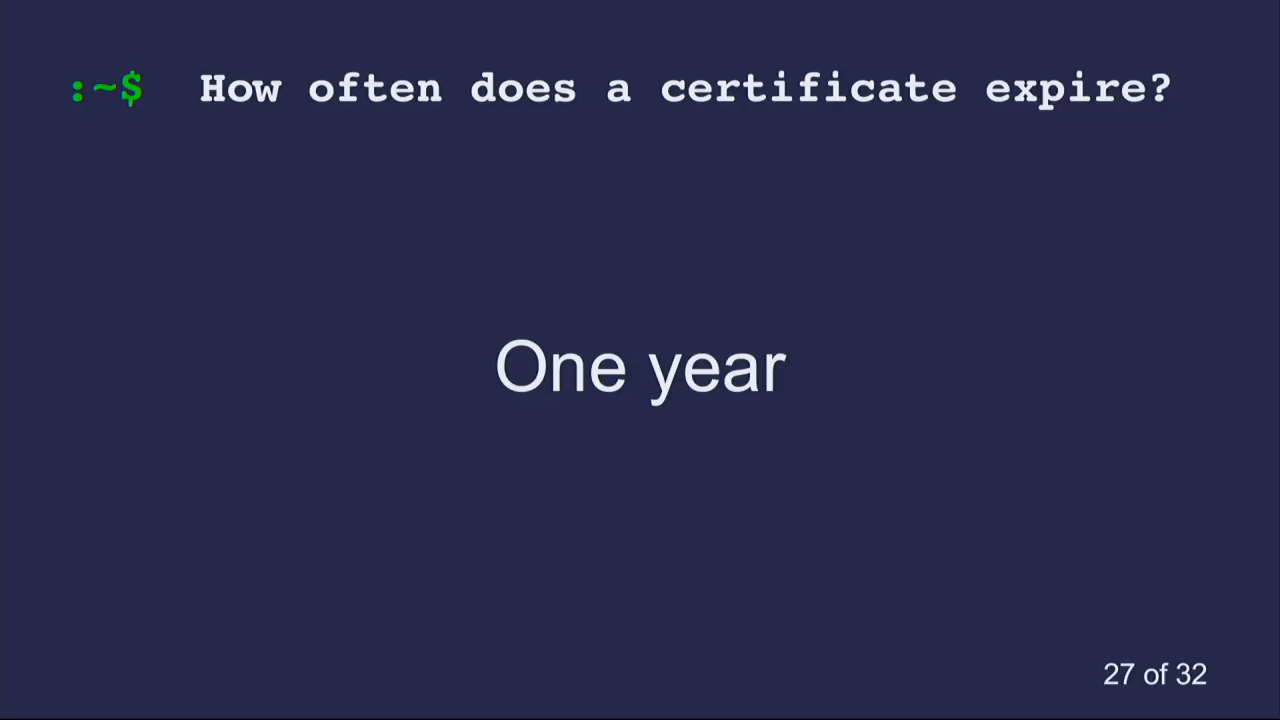 :~$ How often does a certificate expire?
One year
27 of 32